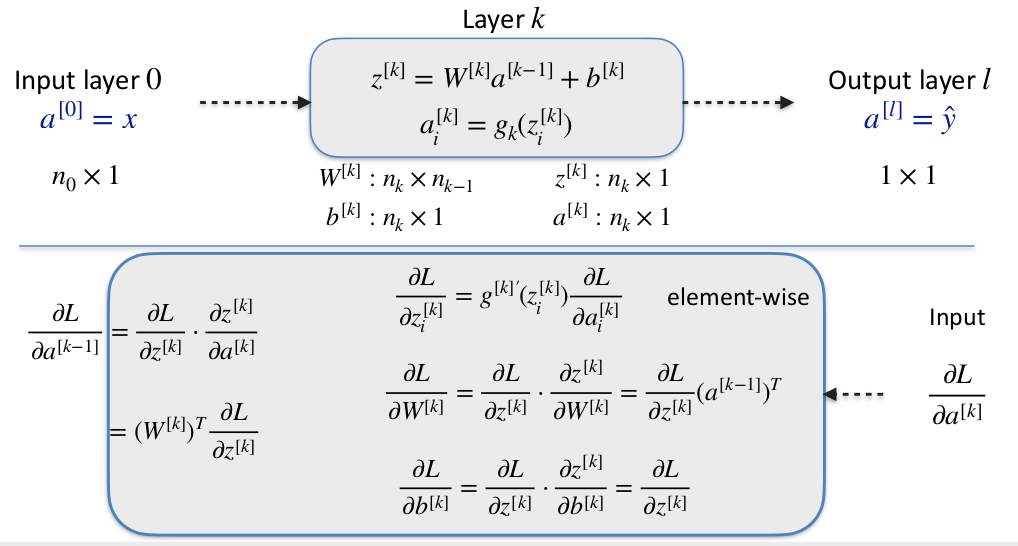 Layer k
Input layer 0
a^{[0]} = x
n_0 × 1
z^{[k]} = W^{[k]}a^{[k−1]} + b^{[k]}
a_i^{[k]} = g_k(z_i^{[k]})
Output layer l
a^{[l]} = ŷ
1 × 1
W^{[k]} : n_k × n_{k−1}
z^{[k]} : n_k × 1
b^{[k]} : n_k × 1
a^{[k]} : n_k × 1
∂L/∂a^{[k−1]} = ∂L/∂z^{[k]} · ∂z^{[k]}/∂a^{[k]}
= (W^{[k]})^T ∂L/∂z^{[k]}
∂L/∂z_i^{[k]} = g^{[k]′}(z_i^{[k]}) ∂L/∂a_i^{[k]}
element-wise
∂L/∂W^{[k]} = ∂L/∂z^{[k]} · ∂z^{[k]}/∂W^{[k]} = ∂L/∂z^{[k]} (a^{[k−1]})^T
∂L/∂b^{[k]} = ∂L/∂z^{[k]} · ∂z^{[k]}/∂b^{[k]} = ∂L/∂z^{[k]}
Input
∂L/∂a^{[k]}